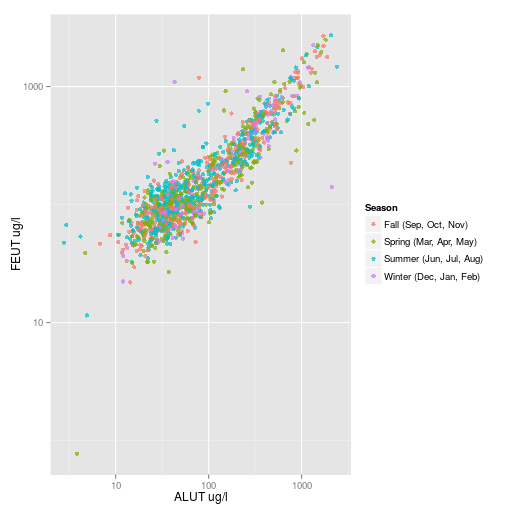 1000
10
FEUT ug/l
10
100
1000
ALUT ug/l
Season
Fall (Sep, Oct, Nov)
Spring (Mar, Apr, May)
Summer (Jun, Jul, Aug)
Winter (Dec, Jan, Feb)